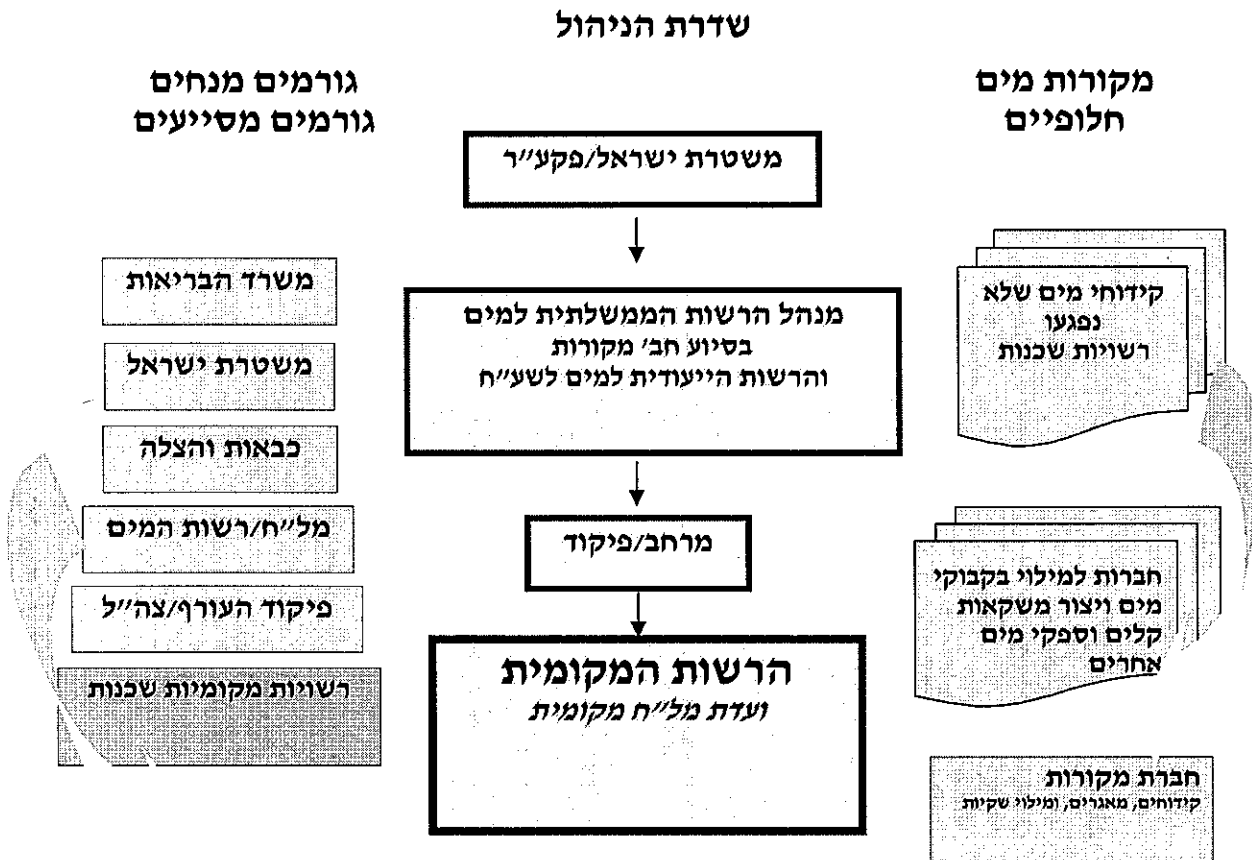 שדרת הניהול
מקורות מים
חלופיים
קידוחי מים שלא
נפגעו
רשויות שכנות
חברות למילוי בקבוקי
מים ויצור משקאות
קלים וספקי מים
אחרים
חברת מקורות
קידוחים, מאגרים, ומילוי שקיות
משטרת ישראל/פקע״ר
מנהל הרשות הממשלתית למים
בסיוע חב׳ מקורות
והרשות הייעודית למים לשע״ח
מרחב/פיקוד
הרשות המקומית
ועדת מל״ח מקומית
גורמים מנחים
גורמים מסייעים
משרד הבריאות
משטרת ישראל
כבאות והצלה
מל״ח/רשות המים
פיקוד העורף/צה״ל
רשויות מקומיות שכנות